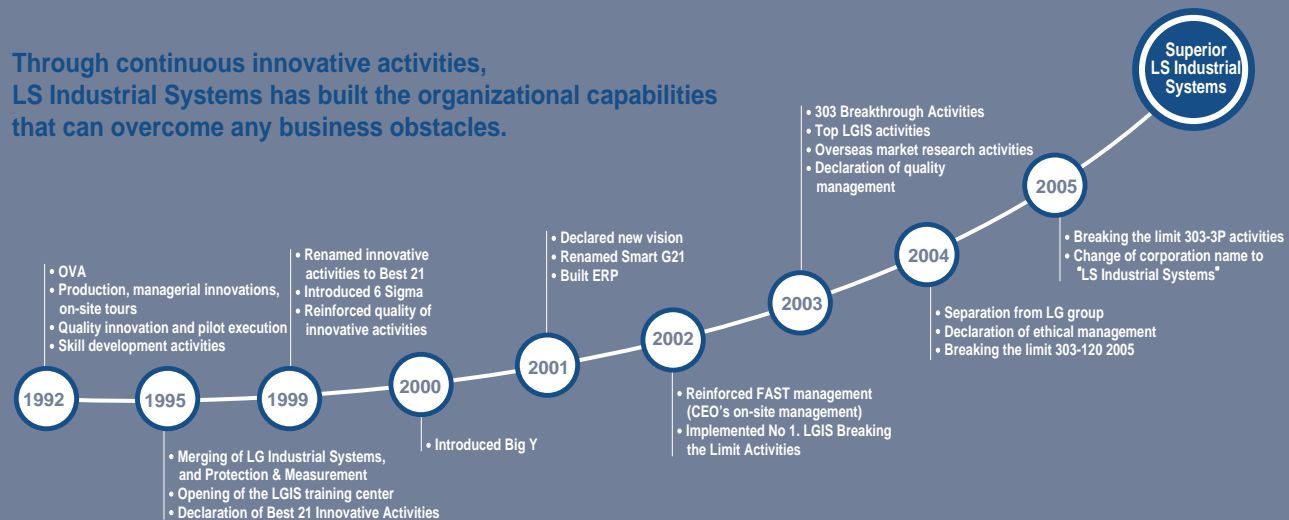 Through continuous innovative activities,
LS Industrial Systems has built the organizational capabilities
that can overcome any business obstacles.
Superior
LS Industrial
Systems
1992
• OVA
• Production, managerial innovations,
on-site tours
• Quality innovation and pilot execution
• Skill development activities
1995
• Merging of LG Industrial Systems,
and Protection & Measurement
• Opening of the LGIS training center
• Declaration of Best 21 Innovative Activities
1999
• Renamed innovative
activities to Best 21
• Introduced 6 Sigma
• Reinforced quality of
innovative activities
2000
• Introduced Big Y
2001
• Declared new vision
• Renamed Smart G21
• Built ERP
2002
• Reinforced FAST management
(CEO's on-site management)
• Implemented No 1. LGIS Breaking
the Limit Activities
2003
• 303 Breakthrough Activities
• Top LGIS activities
• Overseas market research activities
• Declaration of quality
management
2004
• Separation from LG group
• Declaration of ethical management
• Breaking the limit 303-120 2005
2005
• Breaking the limit 303-3P activities
• Change of corporation name to
"LS Industrial Systems"